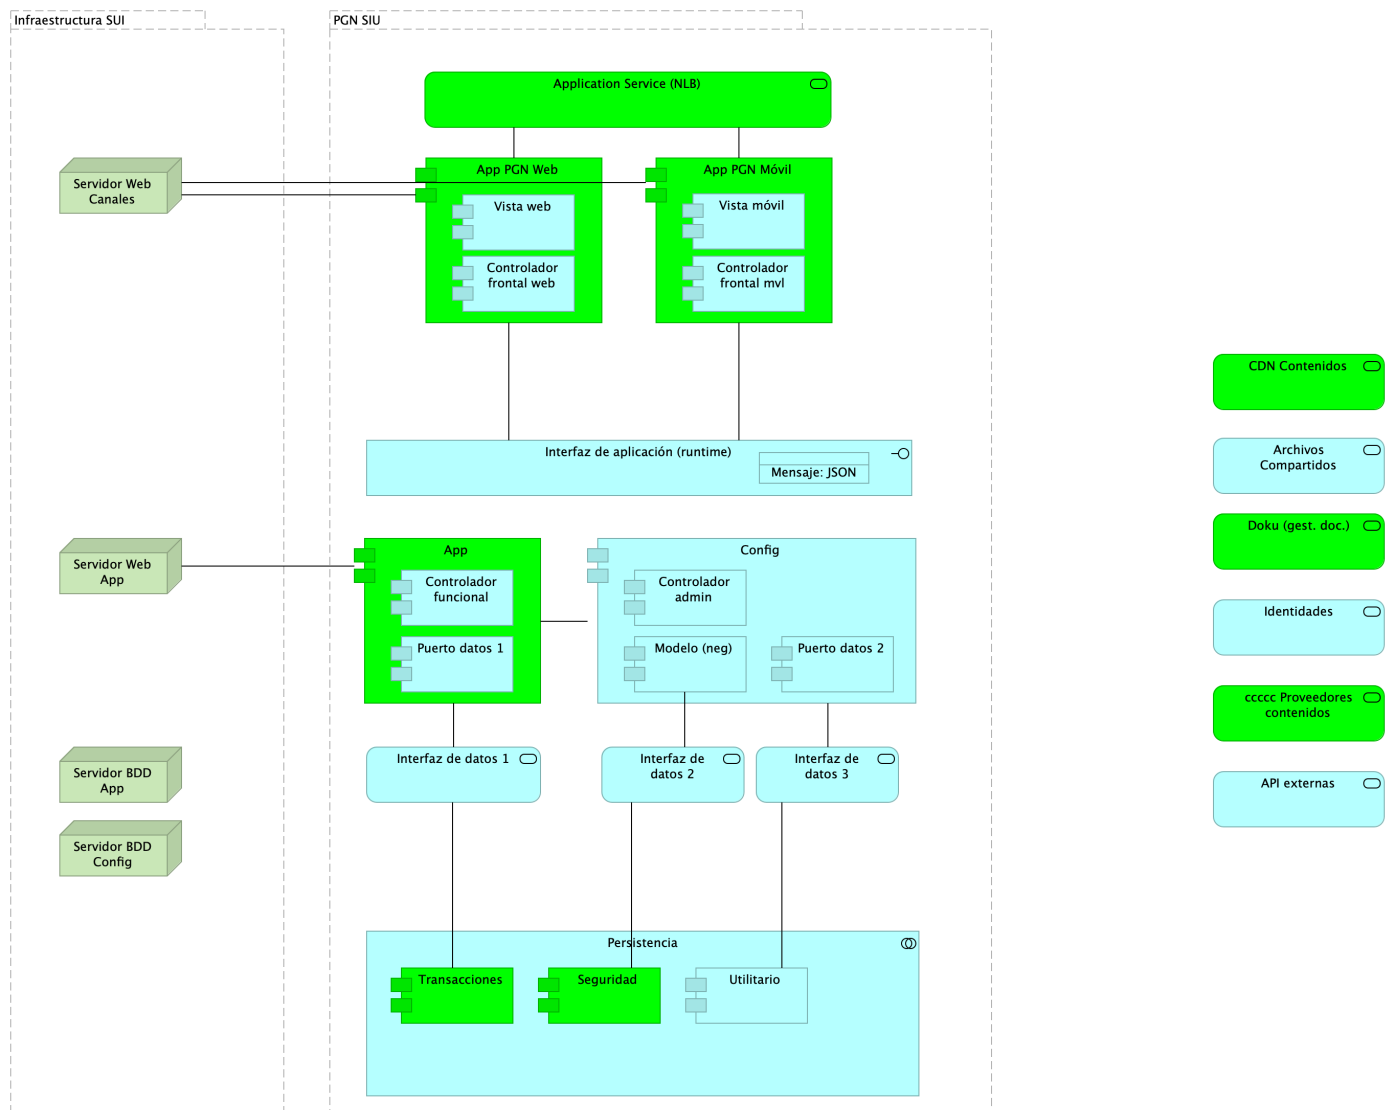 Infraestructura SUI
PGN SIU
Application Service (NLB)
Servidor Web
Canales
App PGN Web
Vista web
Controlador
frontal web
App PGN Móvil
Vista móvil
Controlador
frontal mvl
Interfaz de aplicación (runtime)
Mensaje: JSON
Servidor Web
App
App
Controlador
funcional
Puerto datos 1
Config
Controlador
admin
Modelo (neg)
Puerto datos 2
Servidor BDD
App
Interfaz de datos 1
Interfaz de
datos 2
Interfaz de
datos 3
Servidor BDD
Config
Persistencia
Transacciones
Seguridad
Utilitario
CDN Contenidos
Archivos
Compartidos
Doku (gest. doc.)
Identidades
ccccc Proveedores
contenidos
API externas